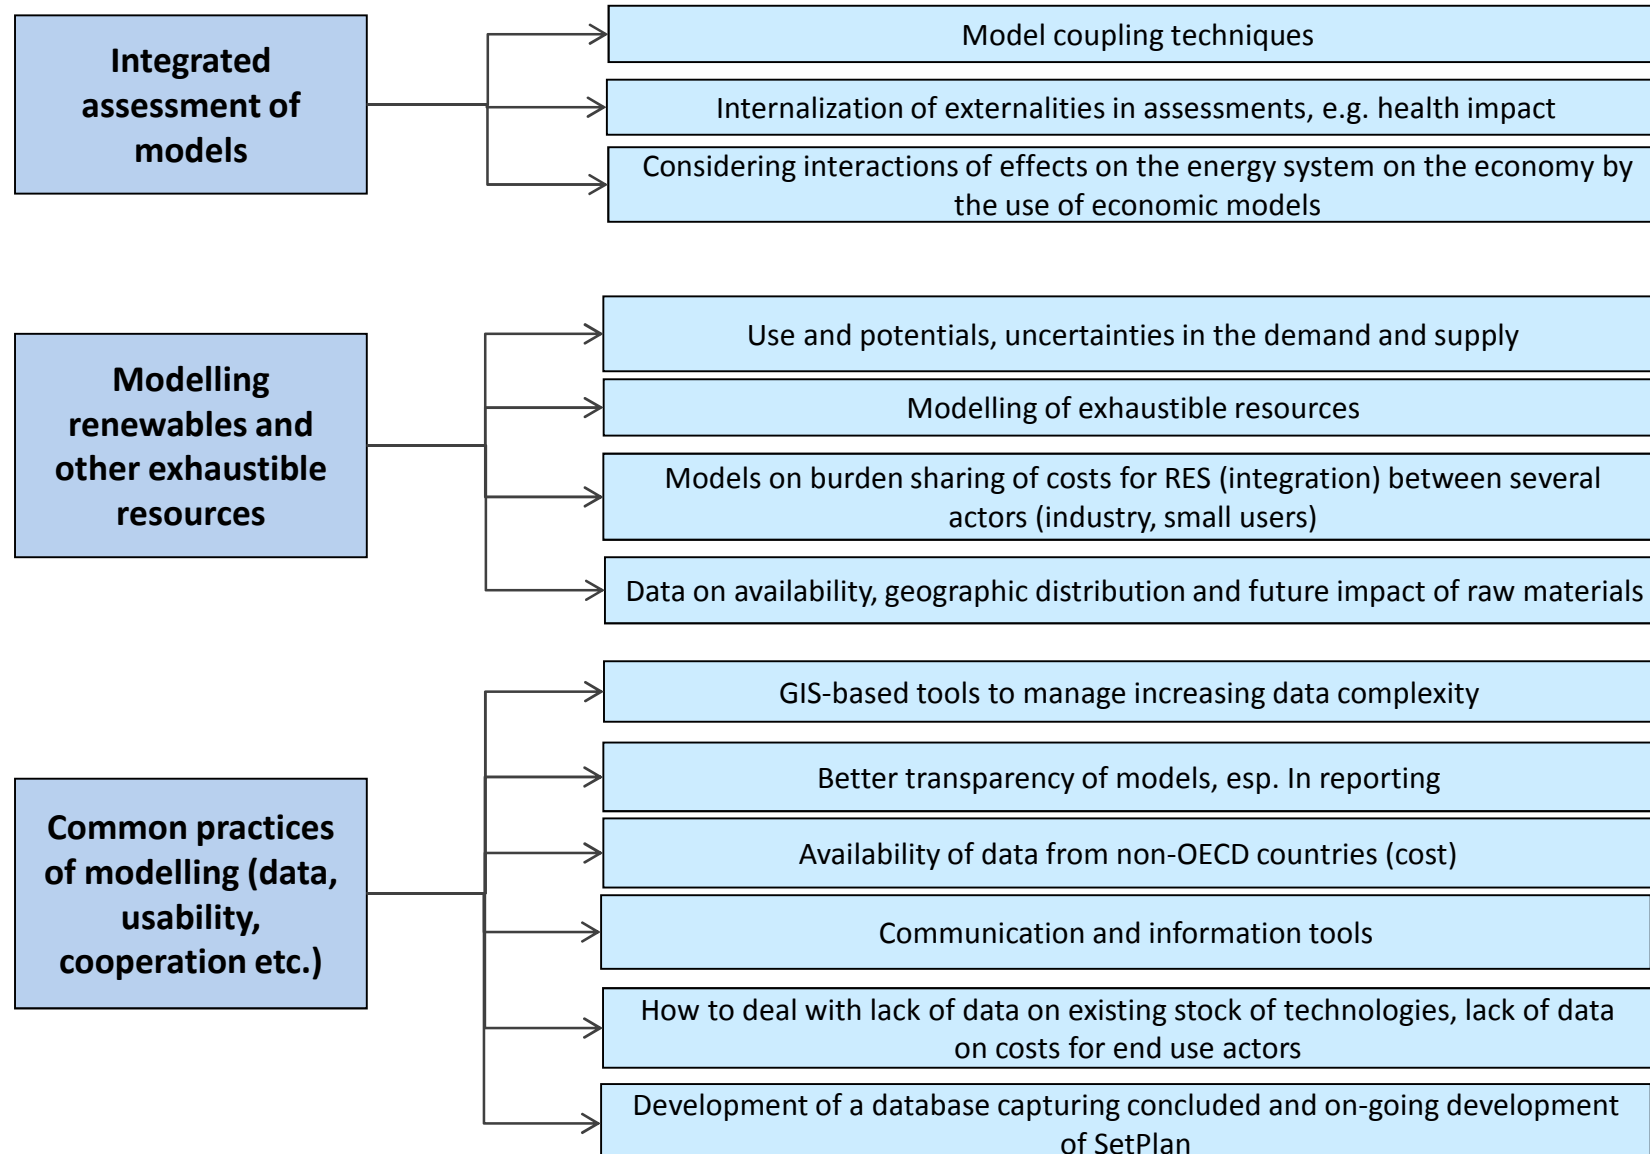 Integrated
assessment of
models
Model coupling techniques
Internalization of externalities in assessments, e.g. health impact
Considering interactions of effects on the energy system on the economy by
the use of economic models
Modelling
renewables and
other exhaustible
resources
Use and potentials, uncertainties in the demand and supply
Modelling of exhaustible resources
Models on burden sharing of costs for RES (integration) between several
actors (industry, small users)
Data on availability, geographic distribution and future impact of raw materials
Common practices
of modelling (data,
usability,
cooperation etc.)
GIS-based tools to manage increasing data complexity
Better transparency of models, esp. In reporting
Availability of data from non-OECD countries (cost)
Communication and information tools
How to deal with lack of data on existing stock of technologies, lack of data
on costs for end use actors
Development of a database capturing concluded and on-going development
of SetPlan